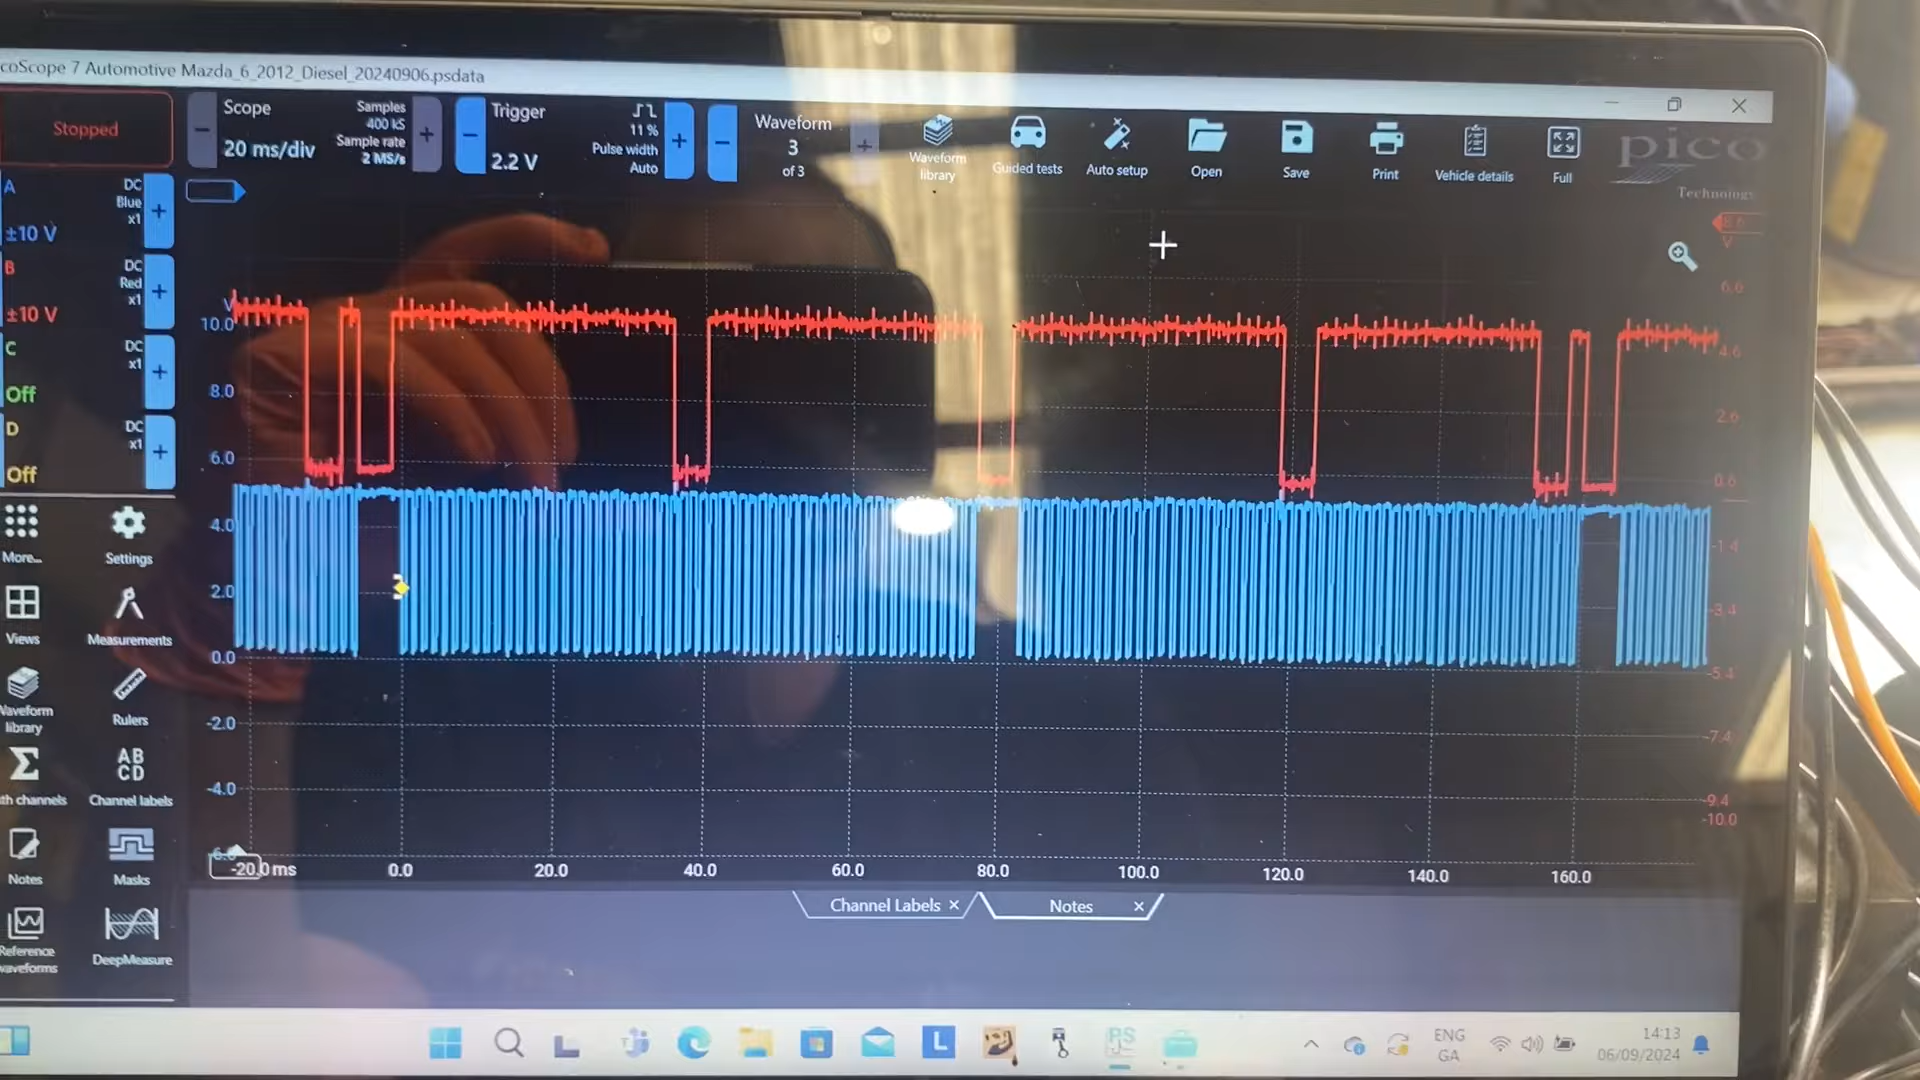 coScope 7 Automotive Mazda_6_2012_Diesel_20240906.psdata
Stopped
Scope
20 ms/div
Samples
400 kS
Sample rate
2 MS/s
Trigger
2.2 V
11 %
Pulse width
Auto
Waveform
3
of 3
Waveform
library
Guided tests
Auto setup
Open
Save
Print
Vehicle details
Full
pico
Technology
A
DC
Blue
x1
±10 V
B
DC
Red
x1
±10 V
C
DC
x1
Off
D
DC
x1
Off
More...
Settings
Views
Measurements
Waveform
library
Rulers
th channels
AB
CD
Channel labels
Notes
Masks
Reference
waveforms
DeepMeasure
V
10.0
8.0
6.0
4.0
2.0
0.0
-2.0
-4.0
-20.0 ms
0.0
20.0
40.0
60.0
80.0
100.0
120.0
140.0
160.0
V
6.6
4.6
2.6
0.6
-1.4
-3.4
-5.4
-7.4
-9.4
-10.0
Channel Labels ×
Notes ×
L
PS
ENG
GA
14:13
06/09/2024